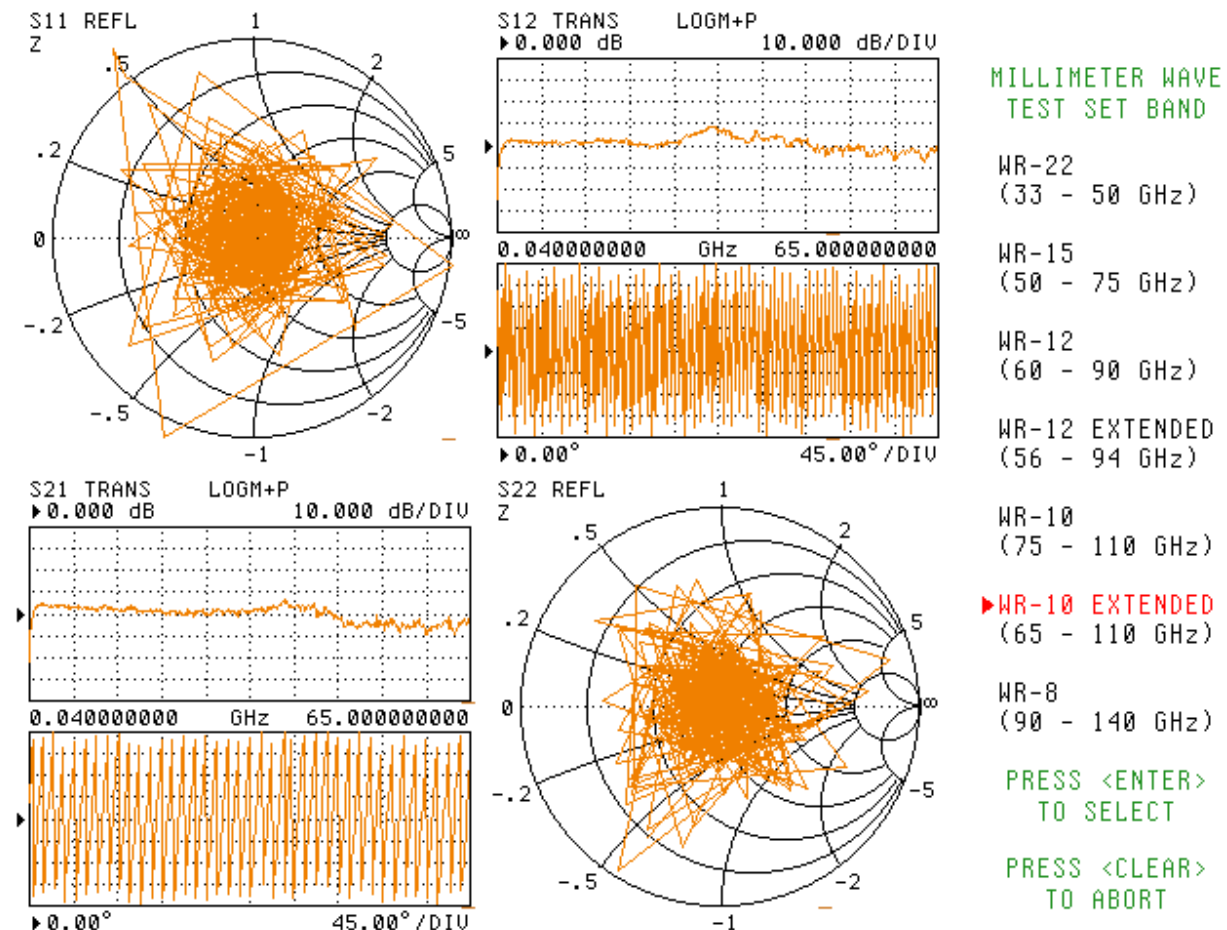 S11 REFL
Z
1
.5
2
.2
5
0
∞
-.2
-5
-.5
-2
-1
S12 TRANS LOGM+P
▶0.000 dB 10.000 dB/DIV
0.040000000 GHz 65.000000000
▶0.00° 45.00°/DIV
S21 TRANS LOGM+P
▶0.000 dB 10.000 dB/DIV
0.040000000 GHz 65.000000000
▶0.00° 45.00°/DIV
S22 REFL
Z
1
.5
2
.2
5
0
∞
-.2
-5
-.5
-2
-1
MILLIMETER WAVE
TEST SET BAND
WR-22
(33 - 50 GHz)
WR-15
(50 - 75 GHz)
WR-12
(60 - 90 GHz)
WR-12 EXTENDED
(56 - 94 GHz)
WR-10
(75 - 110 GHz)
▶WR-10 EXTENDED
(65 - 110 GHz)
WR-8
(90 - 140 GHz)
PRESS <ENTER>
TO SELECT
PRESS <CLEAR>
TO ABORT